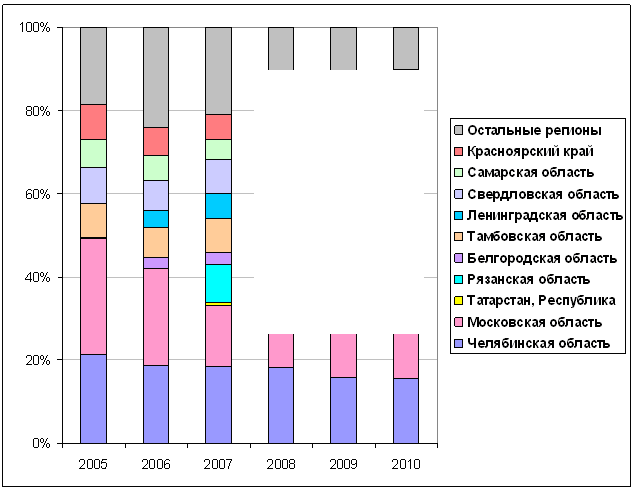 100%
80%
60%
40%
20%
0%
2005 2006 2007 2008 2009 2010
Остальные регионы
Красноярский край
Самарская область
Свердловская область
Ленинградская область
Тамбовская область
Белгородская область
Рязанская область
Татарстан, Республика
Московская область
Челябинская область